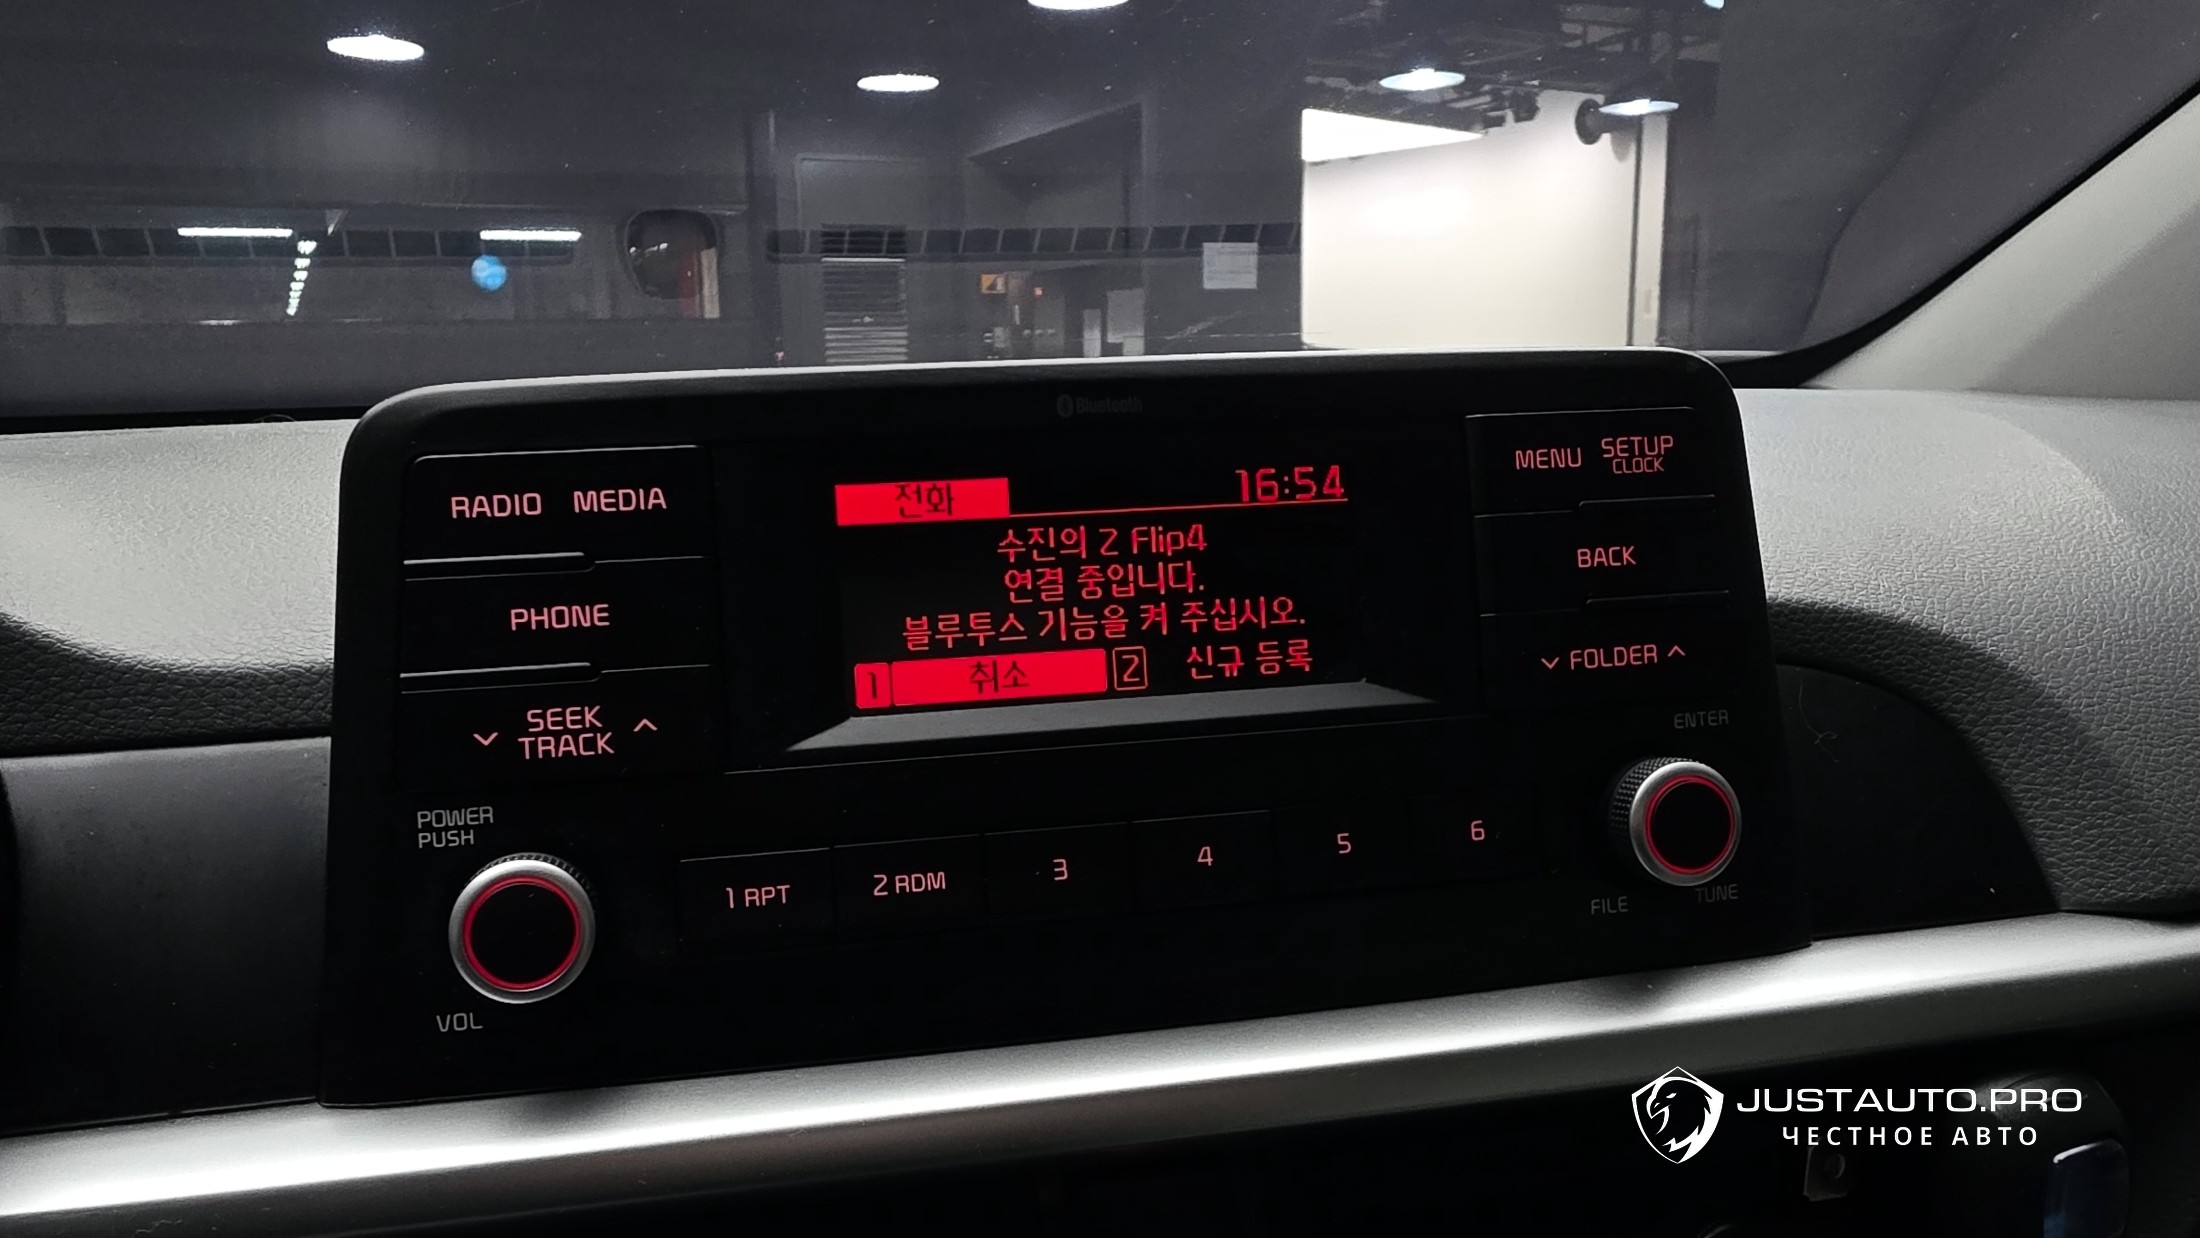 Bluetooth
RADIO MEDIA
PHONE
SEEK
TRACK
POWER
PUSH
VOL
전화 16:54
수진의 Z Flip4
연결 중입니다.
블루투스 기능을 켜 주십시오.
1 취소 2 신규 등록
MENU SETUP
CLOCK
BACK
FOLDER
ENTER
FILE TUNE
1 RPT 2 RDM 3 4 5 6
JUSTAUTO.PRO
ЧЕСТНОЕ АВТО